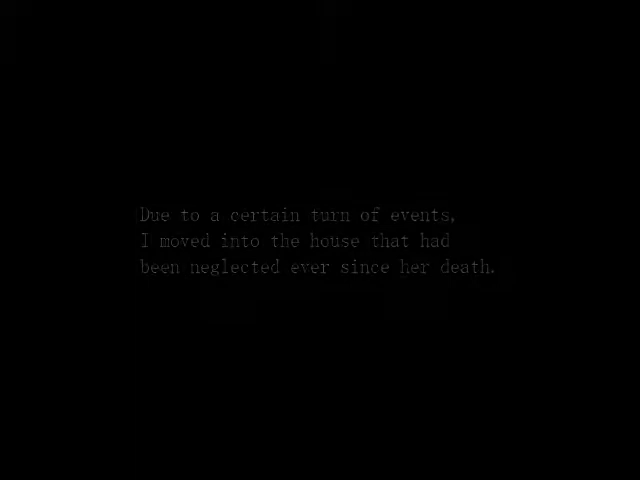 Due to a certain turn of events,
I moved into the house that had
been neglected ever since her death.